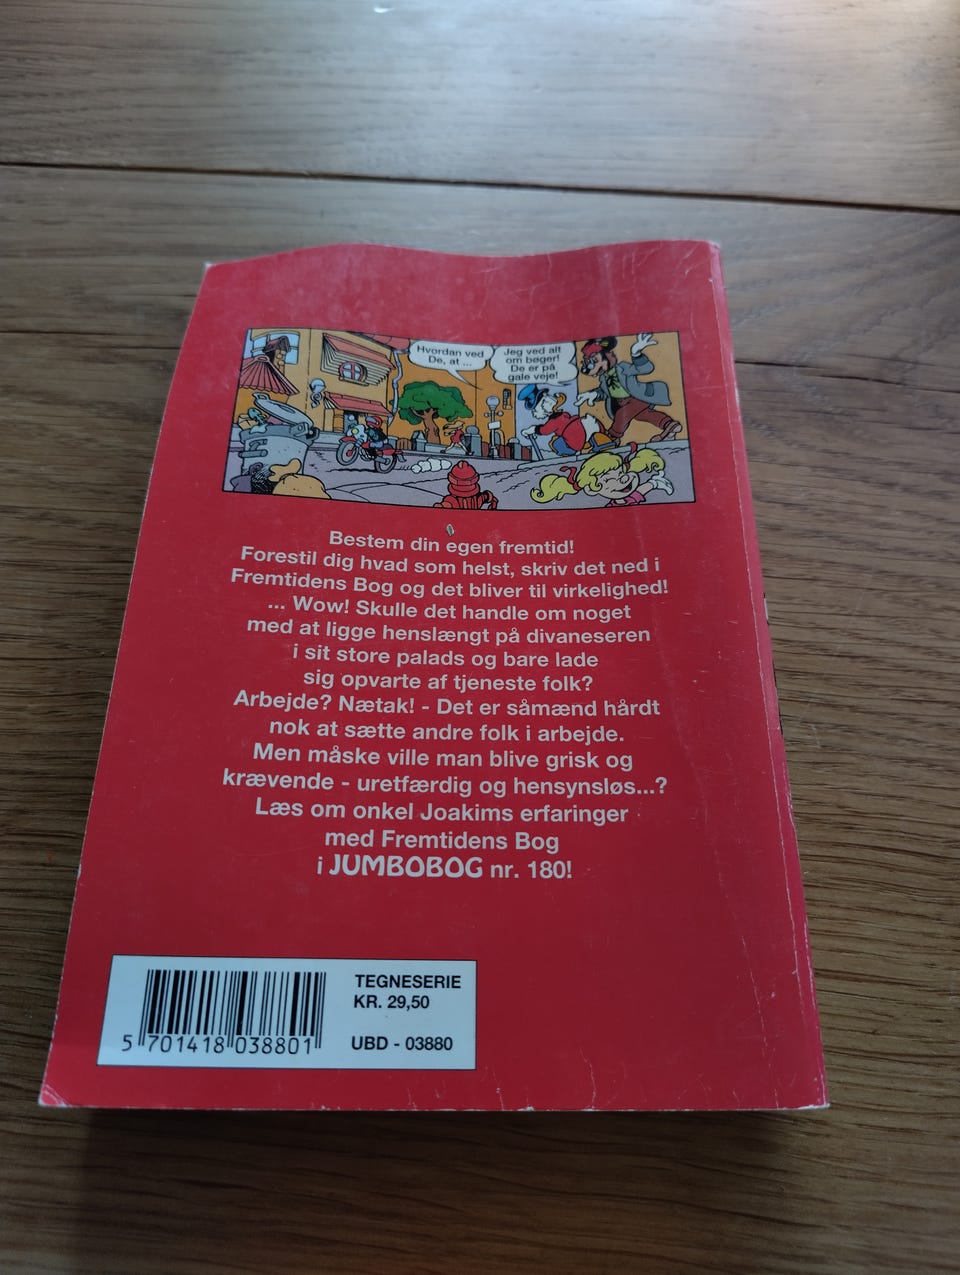 Hvordan ved
De, at ...
Jeg ved alt
om bøger!
De er på
gale veje!
Bestem din egen fremtid!
Forestil dig hvad som helst, skriv det ned i
Fremtidens Bog og det bliver til virkelighed!
... Wow! Skulle det handle om noget
med at ligge henslængt på divaneseren
i sit store palads og bare lade
sig opvarte af tjeneste folk?
Arbejde? Nætak! - Det er såmænd hårdt
nok at sætte andre folk i arbejde.
Men måske ville man blive grisk og
krævende - uretfærdig og hensynsløs...?
Læs om onkel Joakims erfaringer
med Fremtidens Bog
i JUMBOBOG nr. 180!
TEGNESERIE
KR. 29,50
UBD - 03880
5 701418 038801